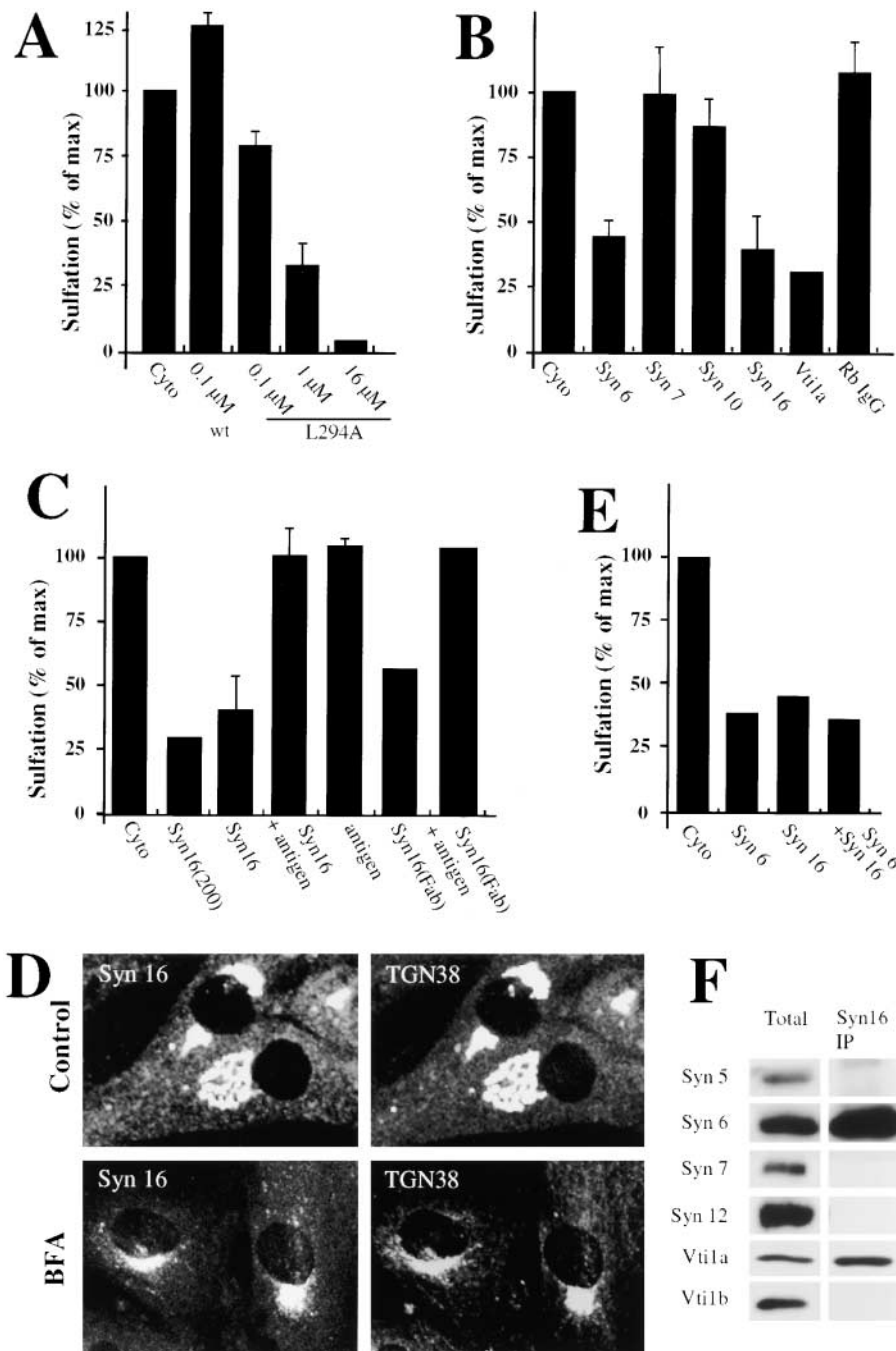 A
Sulfation (% of max)
125
100
75
50
25
0
Cyto
0.1 µM
0.1 µM
1 µM
16 µM
wt
L294A
B
Sulfation (% of max)
100
75
50
25
0
Cyto
Syn 6
Syn 7
Syn 10
Syn 16
Vti1a
Rb IgG
C
Sulfation (% of max)
100
75
50
25
0
Cyto
Syn16(200)
Syn16
Syn16
+ antigen
antigen
Syn16(Fab)
Syn16(Fab)
+ antigen
E
Sulfation (% of max)
100
75
50
25
0
Cyto
Syn 6
Syn 16
Syn 6
+Syn 16
D
Control
Syn 16
TGN38
BFA
Syn 16
TGN38
F
Total
Syn16
IP
Syn 5
Syn 6
Syn 7
Syn 12
Vti1a
Vti1b